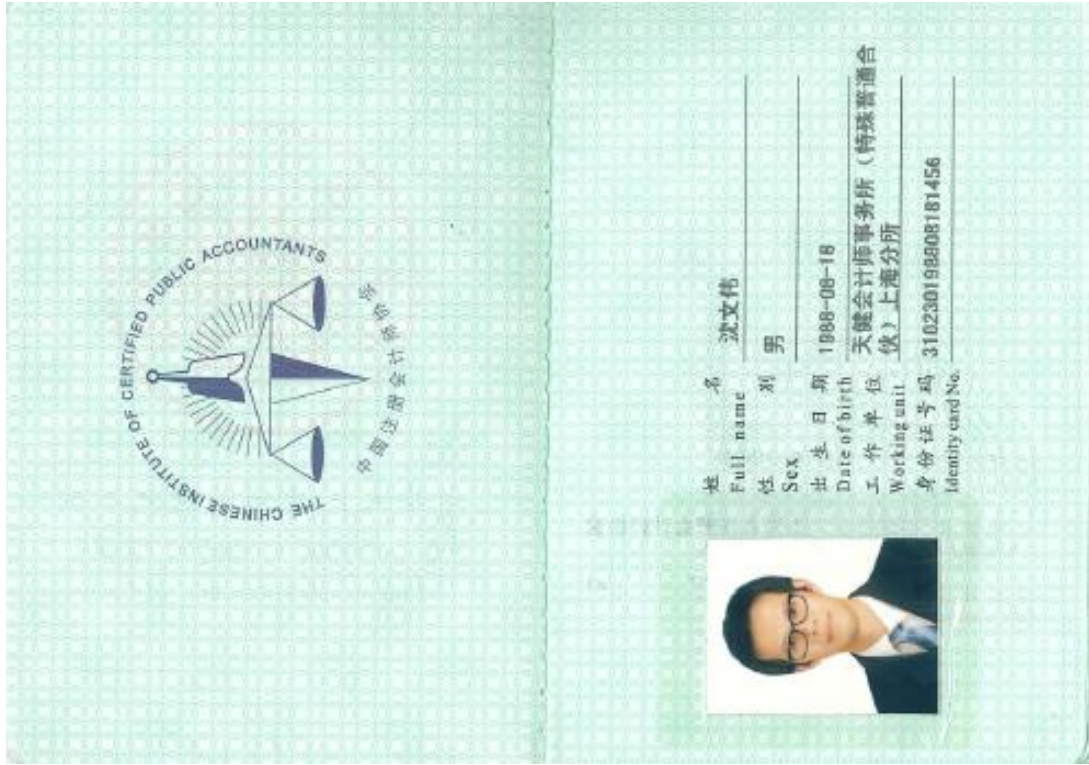 THE CHINESE INSTITUTE OF CERTIFIED PUBLIC ACCOUNTANTS
中国注册会计师协会
姓 名 沈文伟
Full name
性 别 男
Sex
出 生 日 期 1988-08-18
Date of birth
工 作 单 位 天健会计师事务所（特殊普通合
Working unit 伙）上海分所
身份证号码 310230198808181456
Identity card No.